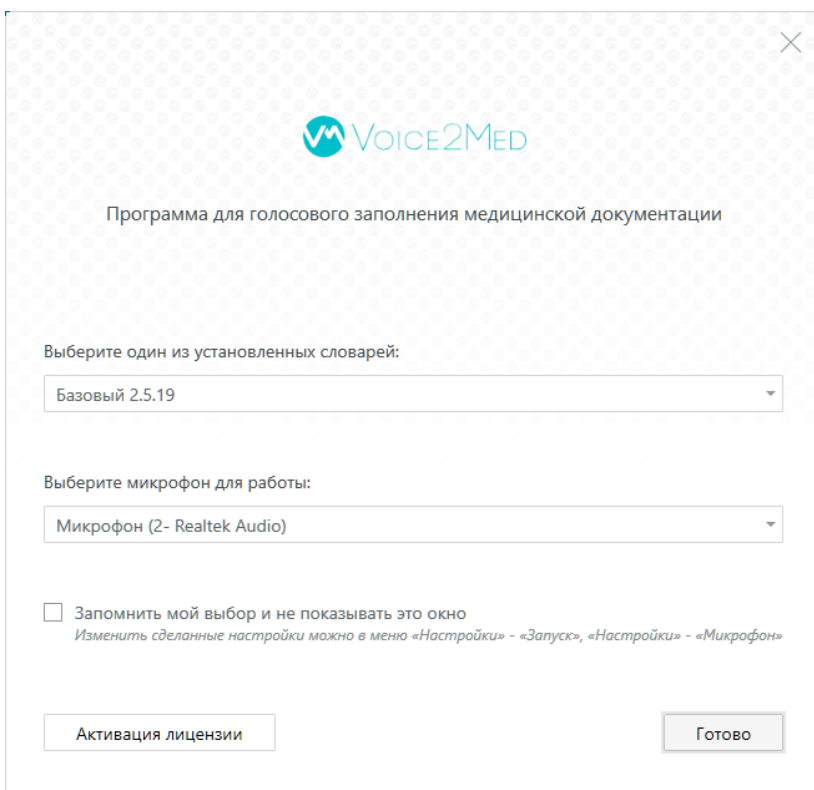 VM VOICE2MED
Программа для голосового заполнения медицинской документации
Выберите один из установленных словарей:
Базовый 2.5.19
Выберите микрофон для работы:
Микрофон (2- Realtek Audio)
Запомнить мой выбор и не показывать это окно
Изменить сделанные настройки можно в меню «Настройки» - «Запуск», «Настройки» - «Микрофон»
Активация лицензии
Готово